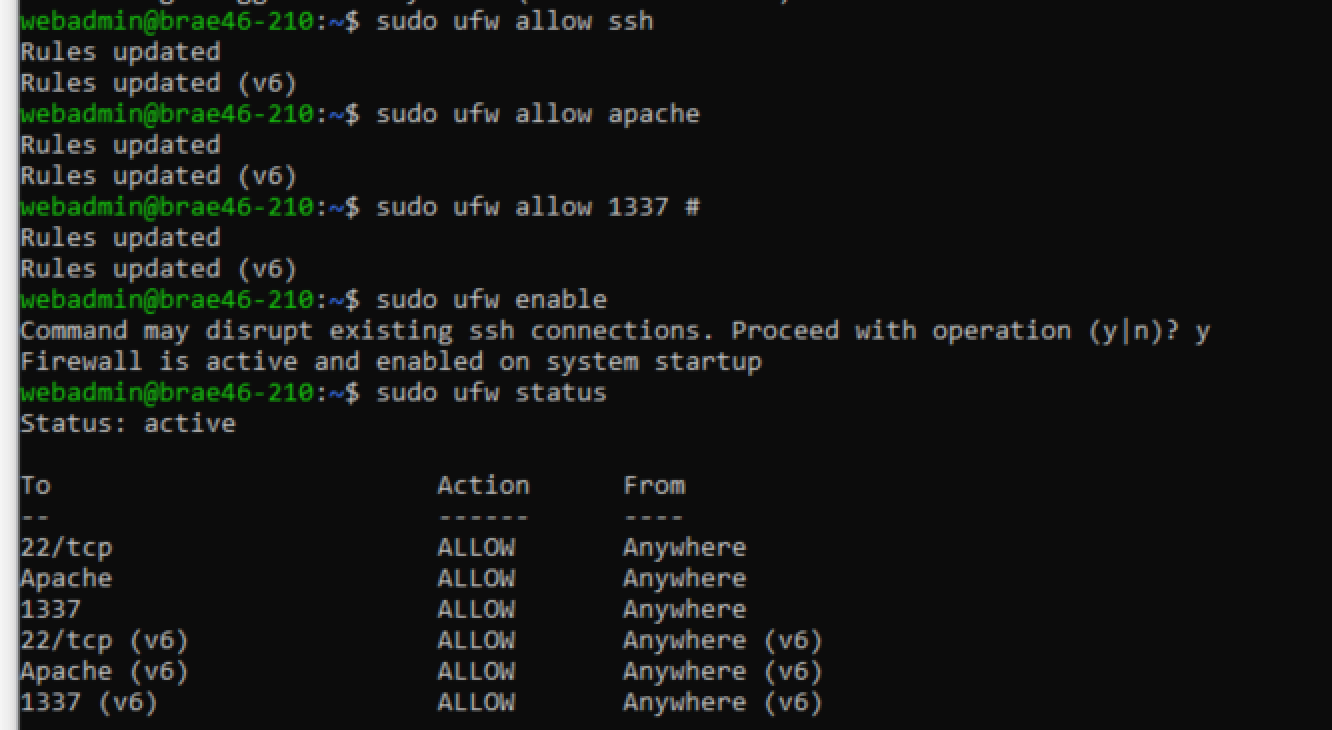 webadmin@brae46-210:~$ sudo ufw allow ssh
Rules updated
Rules updated (v6)
webadmin@brae46-210:~$ sudo ufw allow apache
Rules updated
Rules updated (v6)
webadmin@brae46-210:~$ sudo ufw allow 1337 #
Rules updated
Rules updated (v6)
webadmin@brae46-210:~$ sudo ufw enable
Command may disrupt existing ssh connections. Proceed with operation (y|n)? y
Firewall is active and enabled on system startup
webadmin@brae46-210:~$ sudo ufw status
Status: active
To Action From
-- ------ ----
22/tcp ALLOW Anywhere
Apache ALLOW Anywhere
1337 ALLOW Anywhere
22/tcp (v6) ALLOW Anywhere (v6)
Apache (v6) ALLOW Anywhere (v6)
1337 (v6) ALLOW Anywhere (v6)